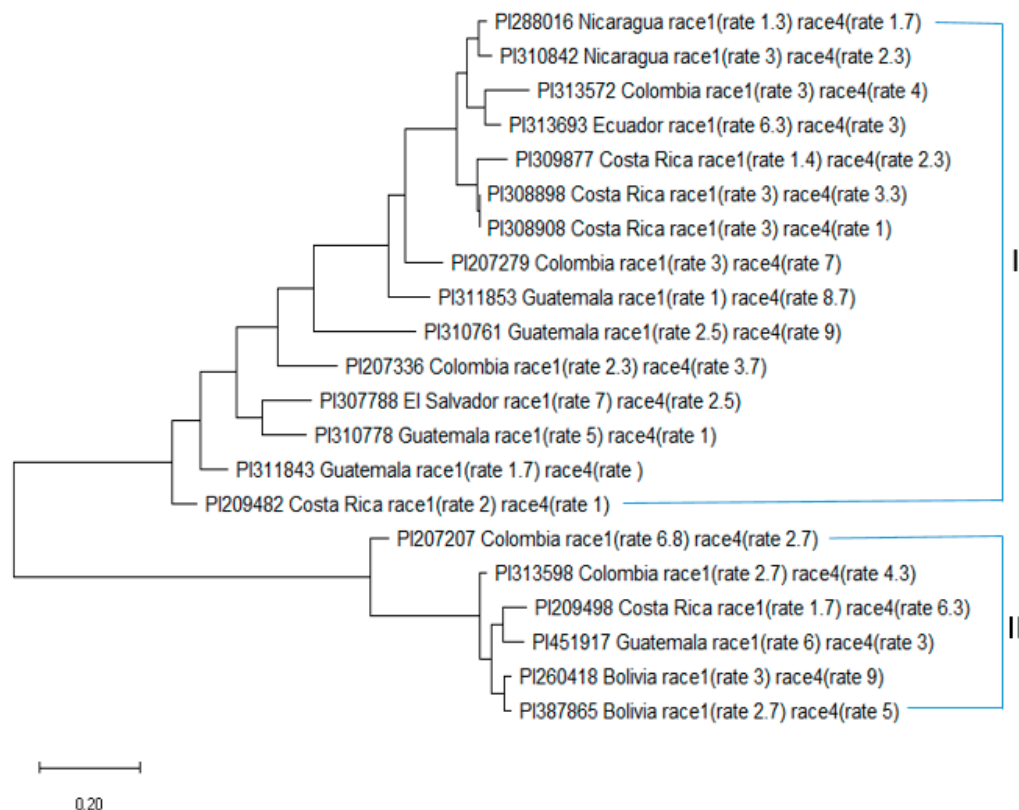 PI288016 Nicaragua race1(rate 1.3) race4(rate 1.7)
PI310842 Nicaragua race1(rate 3) race4(rate 2.3)
PI313572 Colombia race1(rate 3) race4(rate 4)
PI313693 Ecuador race1(rate 6.3) race4(rate 3)
PI309877 Costa Rica race1(rate 1.4) race4(rate 2.3)
PI308898 Costa Rica race1(rate 3) race4(rate 3.3)
PI308908 Costa Rica race1(rate 3) race4(rate 1)
PI207279 Colombia race1(rate 3) race4(rate 7)
I
PI311853 Guatemala race1(rate 1) race4(rate 8.7)
PI310761 Guatemala race1(rate 2.5) race4(rate 9)
PI207336 Colombia race1(rate 2.3) race4(rate 3.7)
PI307788 El Salvador race1(rate 7) race4(rate 2.5)
PI310778 Guatemala race1(rate 5) race4(rate 1)
PI311843 Guatemala race1(rate 1.7) race4(rate )
PI209482 Costa Rica race1(rate 2) race4(rate 1)
PI207207 Colombia race1(rate 6.8) race4(rate 2.7)
PI313598 Colombia race1(rate 2.7) race4(rate 4.3)
PI209498 Costa Rica race1(rate 1.7) race4(rate 6.3)
II
PI451917 Guatemala race1(rate 6) race4(rate 3)
PI260418 Bolivia race1(rate 3) race4(rate 9)
PI387865 Bolivia race1(rate 2.7) race4(rate 5)
0.20